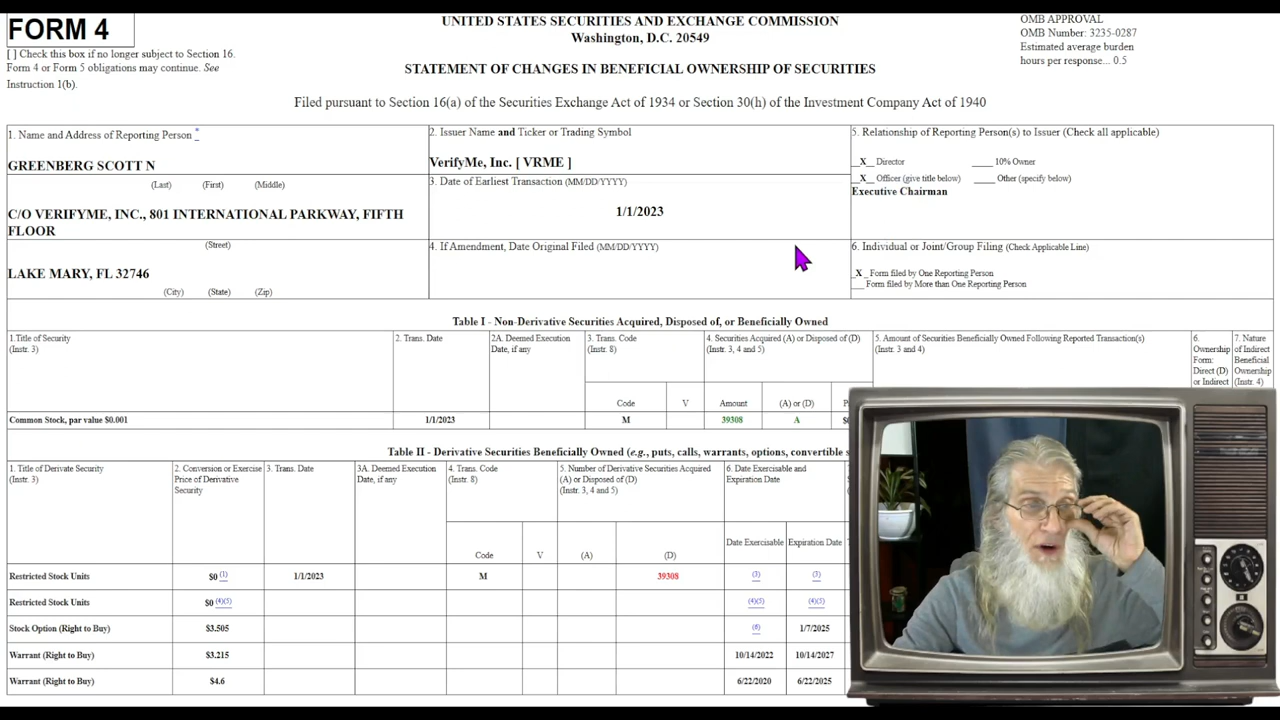 FORM 4
[ ] Check this box if no longer subject to Section 16.
Form 4 or Form 5 obligations may continue. See
Instruction 1(b).
UNITED STATES SECURITIES AND EXCHANGE COMMISSION
Washington, D.C. 20549
STATEMENT OF CHANGES IN BENEFICIAL OWNERSHIP OF SECURITIES
Filed pursuant to Section 16(a) of the Securities Exchange Act of 1934 or Section 30(h) of the Investment Company Act of 1940
OMB APPROVAL
OMB Number: 3235-0287
Estimated average burden
hours per response... 0.5
1. Name and Address of Reporting Person *
GREENBERG SCOTT N
(Last) (First) (Middle)
C/O VERIFYME, INC., 801 INTERNATIONAL PARKWAY, FIFTH
FLOOR
(Street)
LAKE MARY, FL 32746
(City) (State) (Zip)
2. Issuer Name and Ticker or Trading Symbol
VerifyMe, Inc. [ VRME ]
3. Date of Earliest Transaction (MM/DD/YYYY)
1/1/2023
4. If Amendment, Date Original Filed (MM/DD/YYYY)
5. Relationship of Reporting Person(s) to Issuer (Check all applicable)
__X__ Director _____ 10% Owner
__X__ Officer (give title below) _____ Other (specify below)
Executive Chairman
6. Individual or Joint/Group Filing (Check Applicable Line)
_X _ Form filed by One Reporting Person
___ Form filed by More than One Reporting Person
Table I - Non-Derivative Securities Acquired, Disposed of, or Beneficially Owned
1.Title of Security
(Instr. 3)
2. Trans. Date
2A. Deemed Execution
Date, if any
3. Trans. Code
(Instr. 8)
4. Securities Acquired (A) or Disposed of (D)
(Instr. 3, 4 and 5)
5. Amount of Securities Beneficially Owned Following Reported Transaction(s)
(Instr. 3 and 4)
6.
Ownership
Form:
Direct (D)
or Indirect
7. Nature
of Indirect
Beneficial
Ownership
(Instr. 4)
Code V Amount (A) or (D)
Common Stock, par value $0.001 1/1/2023 M 39308 A
Table II - Derivative Securities Beneficially Owned (e.g., puts, calls, warrants, options, convertible
1. Title of Derivate Security
(Instr. 3)
2. Conversion or Exercise
Price of Derivative
Security
3. Trans. Date
3A. Deemed Execution
Date, if any
4. Trans. Code
(Instr. 8)
5. Number of Derivative Securities Acquired
(A) or Disposed of (D)
(Instr. 3, 4 and 5)
6. Date Exercisable and
Expiration Date
Code V (A) (D) Date Exercisable Expiration Date
Restricted Stock Units $0 (1) 1/1/2023 M 39308 (3) (3)
Restricted Stock Units $0 (4)(5) (4)(5) (4)(5)
Stock Option (Right to Buy) $3.505 (6) 1/7/2025
Warrant (Right to Buy) $3.215 10/14/2022 10/14/2027
Warrant (Right to Buy) $4.6 6/22/2020 6/22/2025